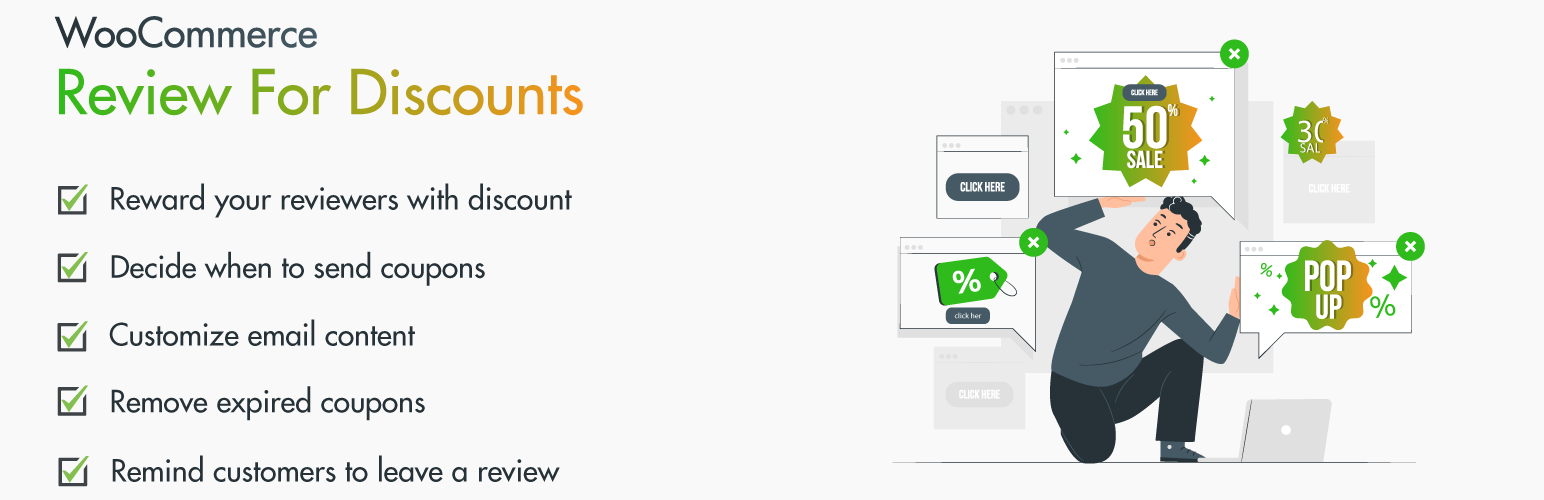 WooCommerce
Review For Discounts
Reward your reviewers with discount
Decide when to send coupons
Customize email content
Remove expired coupons
Remind customers to leave a review
CLICK HERE
50%
SALE
30%
SAL
CLICK HERE
CLICK HERE
%
click her
%
POP
UP
%
CLICK HERE